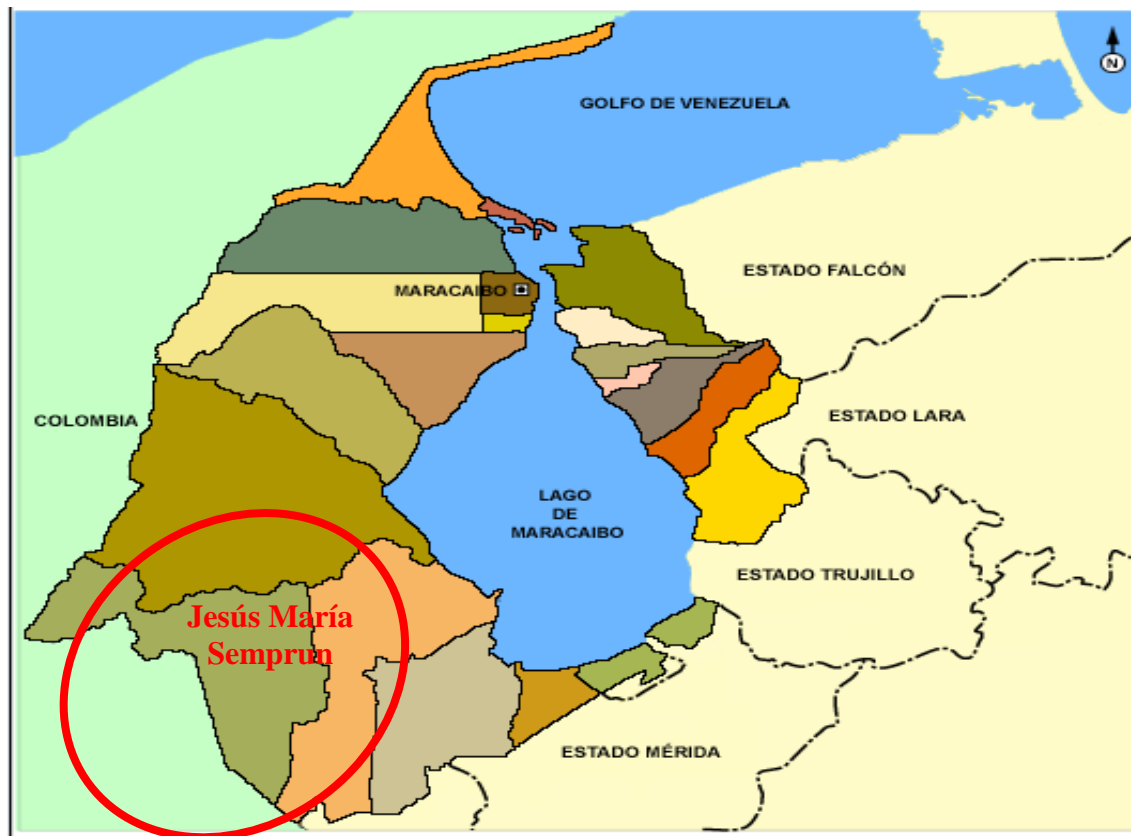 N
GOLFO DE VENEZUELA
ESTADO FALCÓN
MARACAIBO
COLOMBIA
ESTADO LARA
LAGO
DE
MARACAIBO
ESTADO TRUJILLO
Jesús María
Semprun
ESTADO MÉRIDA